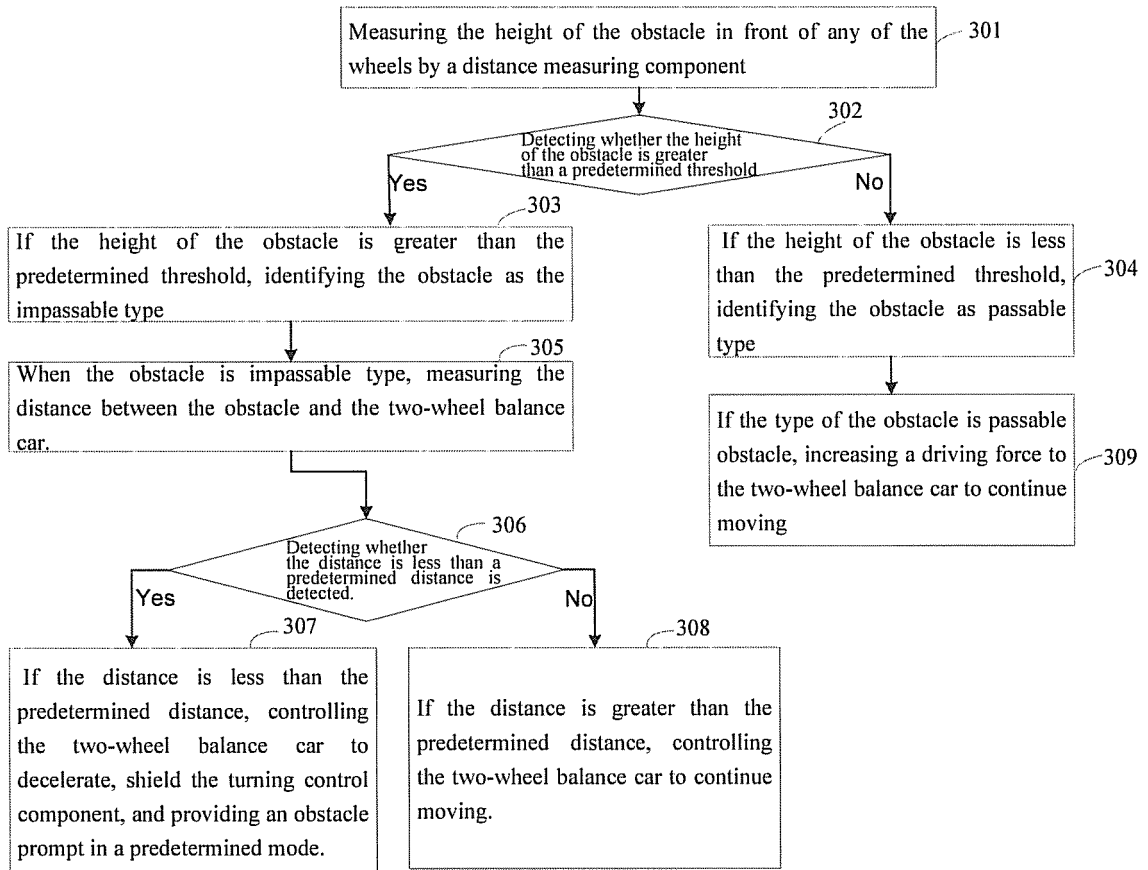 Measuring the height of the obstacle in front of any of the
wheels by a distance measuring component
301
302
Detecting whether the height
of the obstacle is greater
than a predetermined threshold
Yes
No
303
If the height of the obstacle is greater than the
predetermined threshold, identifying the obstacle as the
impassable type
If the height of the obstacle is less
than the predetermined threshold,
identifying the obstacle as passable
type
304
305
When the obstacle is impassable type, measuring the
distance between the obstacle and the two-wheel balance
car.
If the type of the obstacle is passable
obstacle, increasing a driving force to
the two-wheel balance car to continue
moving
309
306
Detecting whether
the distance is less than a
predetermined distance is
detected.
Yes
No
307
If the distance is less than the
predetermined distance, controlling
the two-wheel balance car to
decelerate, shield the turning control
component, and providing an obstacle
prompt in a predetermined mode.
308
If the distance is greater than the
predetermined distance, controlling
the two-wheel balance car to continue
moving.